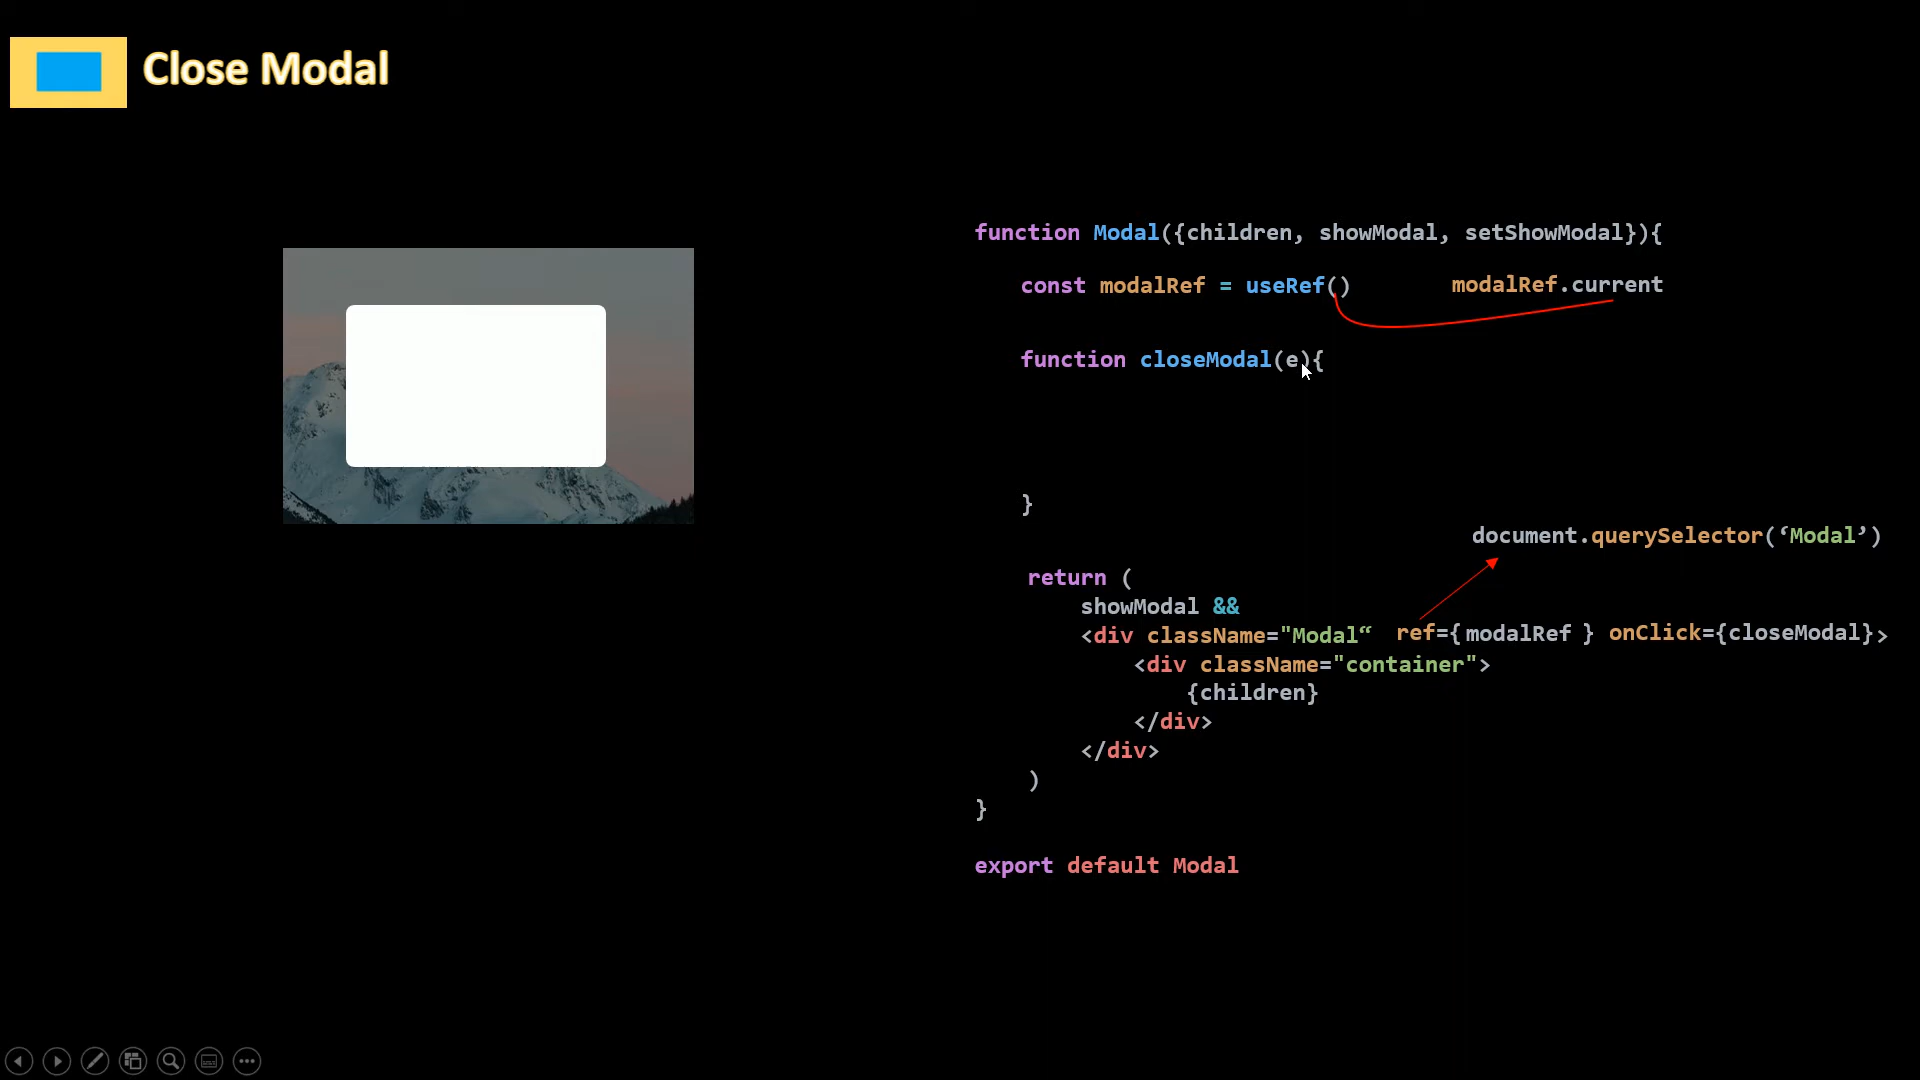 Close Modal
function Modal({children, showModal, setShowModal}){
const modalRef = useRef() modalRef.current
function closeModal(e){
}
document.querySelector(‘Modal’)
return (
showModal &&
<div className="Modal“ ref={modalRef } onClick={closeModal}>
<div className="container">
{children}
</div>
</div>
)
}
export default Modal